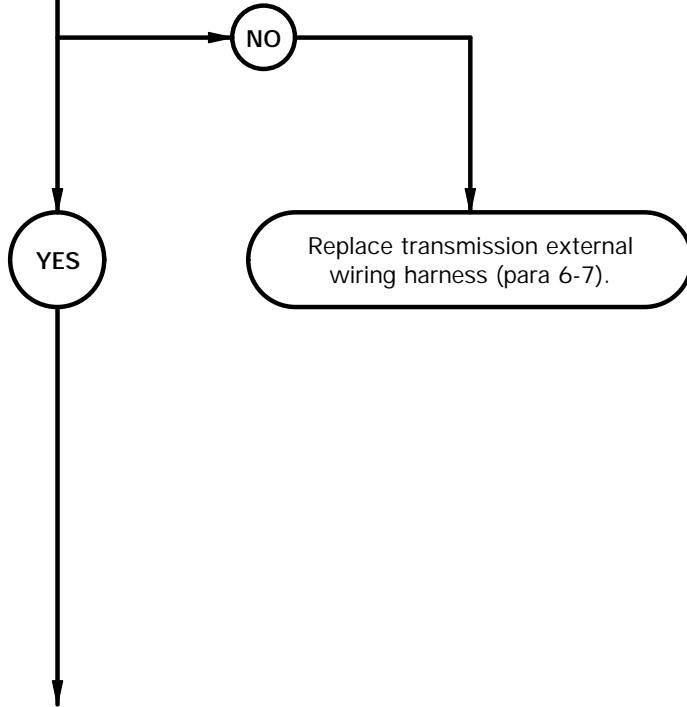 NO
YES
Replace transmission external
wiring harness (para 6-7).